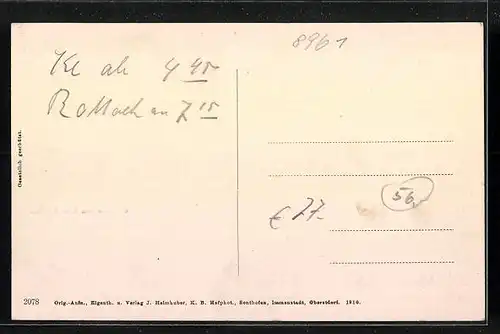 8961
Kl ab 4 45
Rottach an 7 15
Gesetzlich geschützt.
56
€ 27.
2078 Orig.-Aufn., Eigenth. u. Verlag J. Heimhuber, K. B. Hofphot., Sonthofen, Immenstadt, Oberstdorf. 1910.